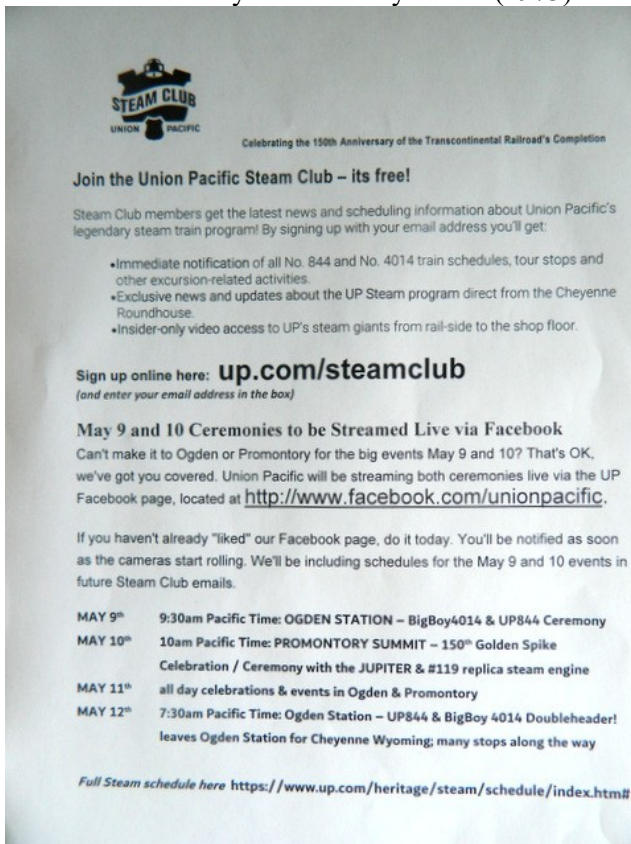 STEAM CLUB
UNION PACIFIC
Celebrating the 150th Anniversary of the Transcontinental Railroad's Completion
Join the Union Pacific Steam Club – its free!
Steam Club members get the latest news and scheduling information about Union Pacific's
legendary steam train program! By signing up with your email address you'll get:
•Immediate notification of all No. 844 and No. 4014 train schedules, tour stops and
other excursion-related activities.
•Exclusive news and updates about the UP Steam program direct from the Cheyenne
Roundhouse.
•Insider-only video access to UP's steam giants from rail-side to the shop floor.
Sign up online here: up.com/steamclub
(and enter your email address in the box)
May 9 and 10 Ceremonies to be Streamed Live via Facebook
Can't make it to Ogden or Promontory for the big events May 9 and 10? That's OK,
we've got you covered. Union Pacific will be streaming both ceremonies live via the UP
Facebook page, located at http://www.facebook.com/unionpacific.
If you haven't already "liked" our Facebook page, do it today. You'll be notified as soon
as the cameras start rolling. We'll be including schedules for the May 9 and 10 events in
future Steam Club emails.
MAY 9th 9:30am Pacific Time: OGDEN STATION – BigBoy4014 & UP844 Ceremony
MAY 10th 10am Pacific Time: PROMONTORY SUMMIT – 150th Golden Spike
Celebration / Ceremony with the JUPITER & #119 replica steam engine
MAY 11th all day celebrations & events in Ogden & Promontory
MAY 12th 7:30am Pacific Time: Ogden Station – UP844 & BigBoy 4014 Doubleheader!
leaves Ogden Station for Cheyenne Wyoming; many stops along the way
Full Steam schedule here https://www.up.com/heritage/steam/schedule/index.htm#